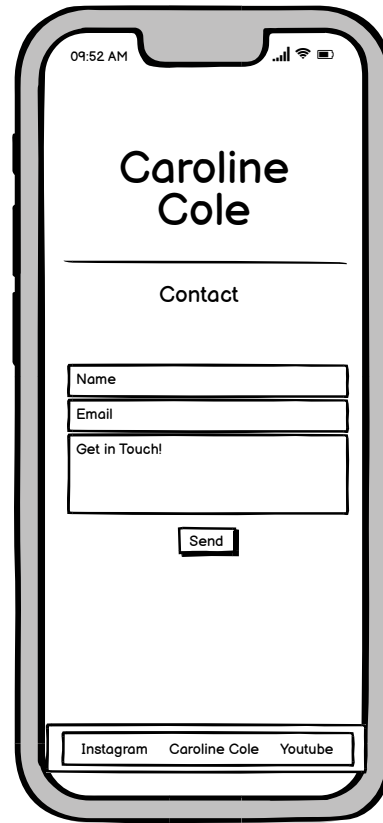 09:52 AM
Caroline
Cole
Contact
Name
Email
Get in Touch!
Send
Instagram Caroline Cole Youtube